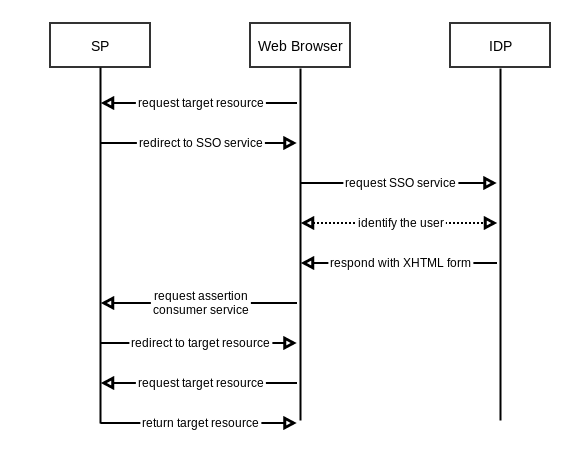 SP
Web Browser
IDP
request target resource
redirect to SSO service
request SSO service
identify the user
respond with XHTML form
request assertion
consumer service
redirect to target resource
request target resource
return target resource